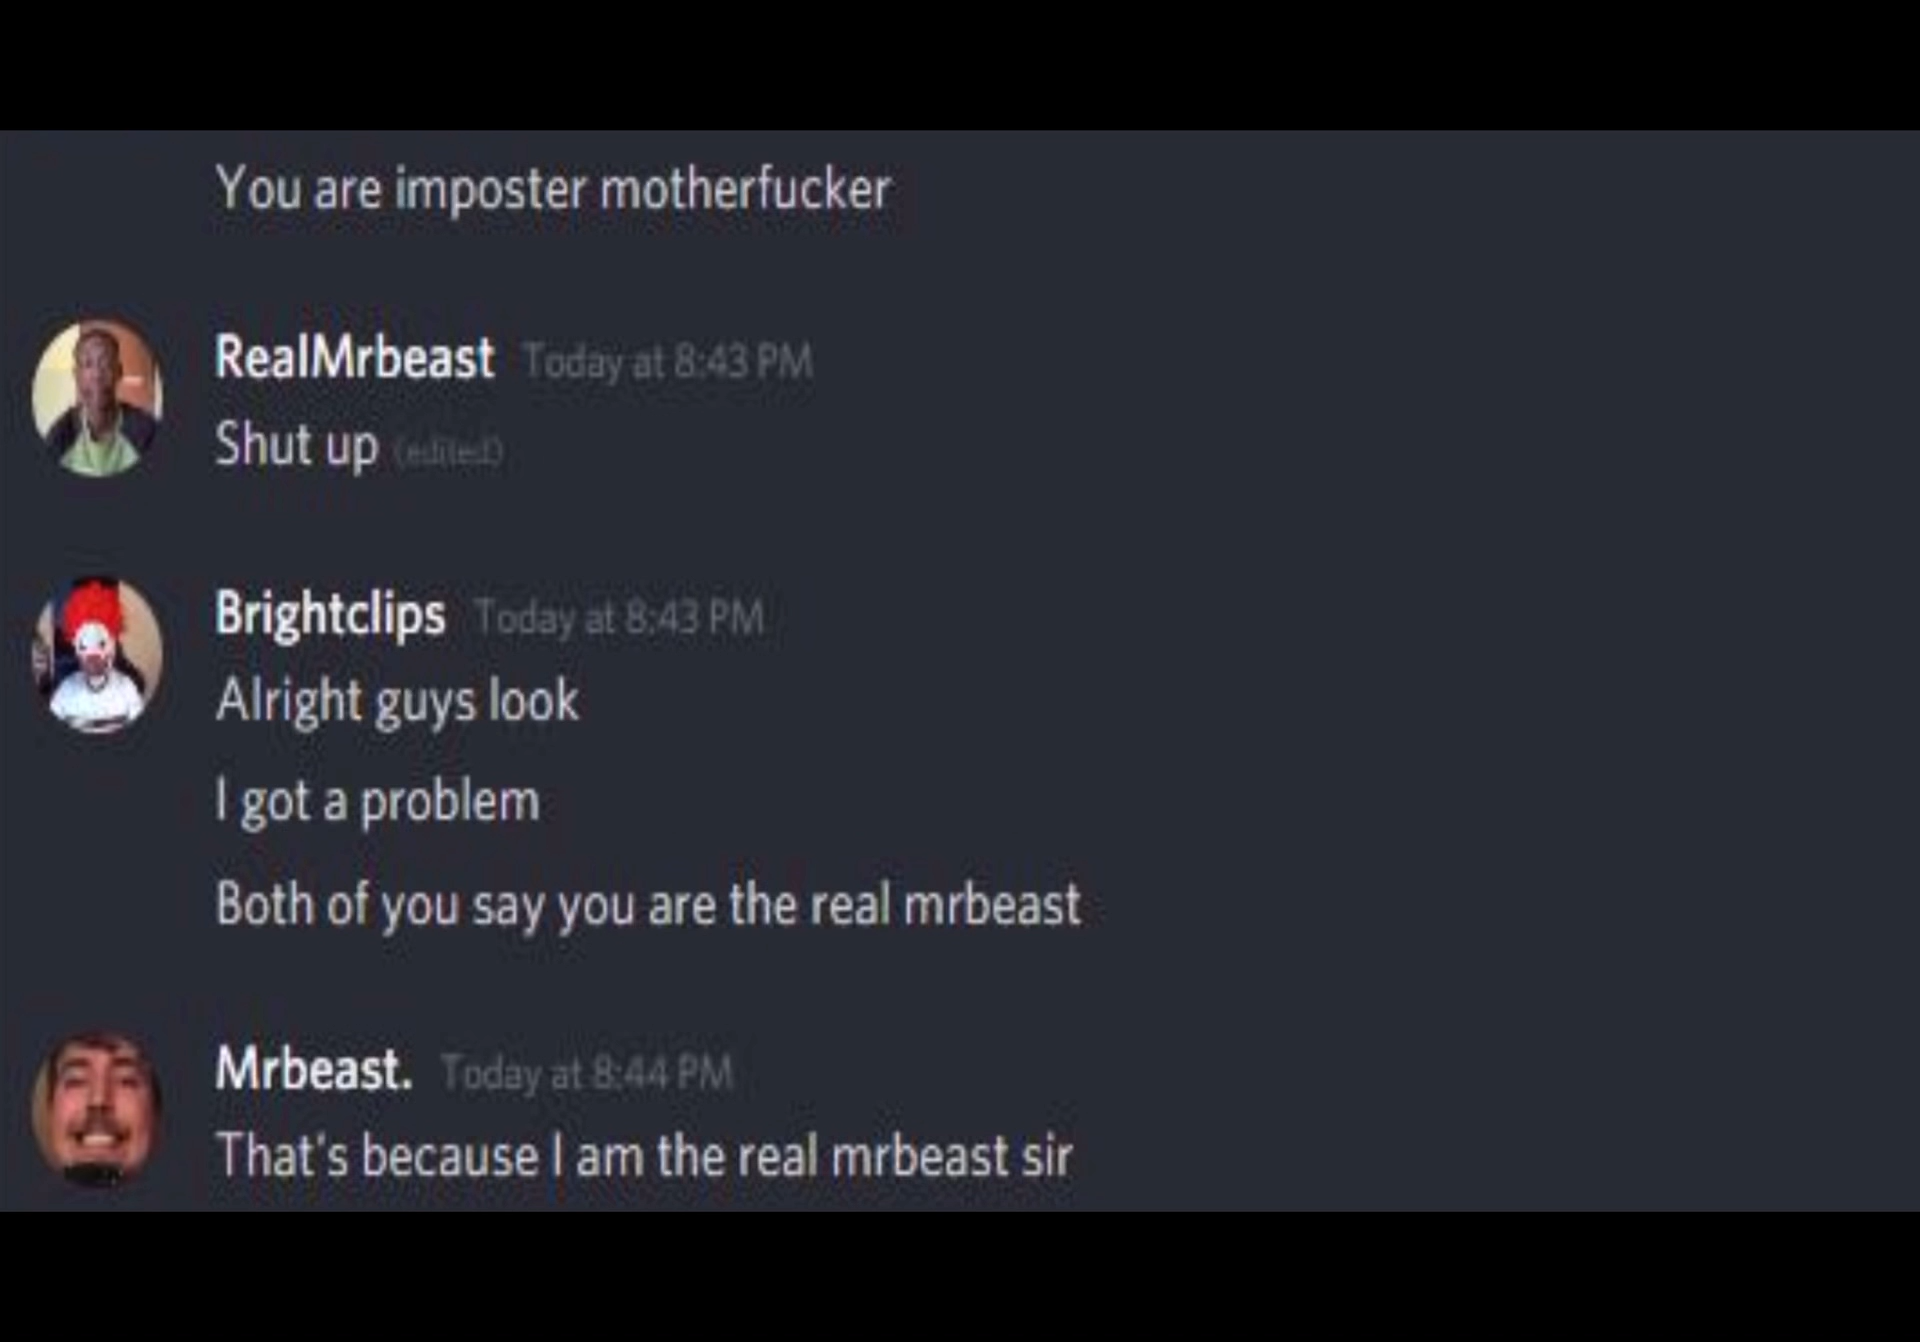 You are imposter motherfucker
RealMrbeast Today at 8:43 PM
Shut up (edited)
Brightclips Today at 8:43 PM
Alright guys look
I got a problem
Both of you say you are the real mrbeast
Mrbeast. Today at 8:44 PM
That's because I am the real mrbeast sir